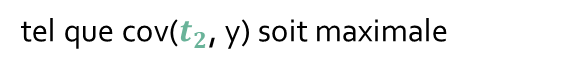 tel que cov(t₂, y) soit maximale